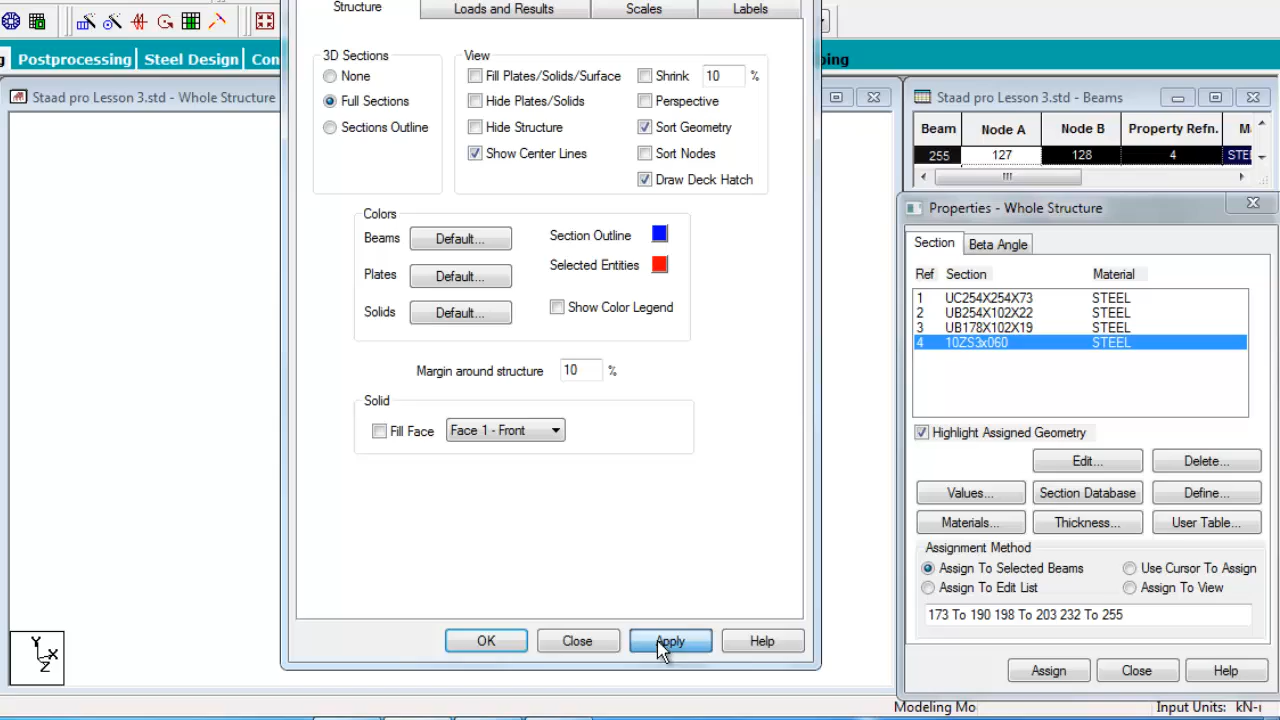 Postprocessing Steel Design
Staad pro Lesson 3.std - Whole Structure
Structure Loads and Results Scales Labels
3D Sections
None
Full Sections
Sections Outline
View
Fill Plates/Solids/Surface
Hide Plates/Solids
Hide Structure
Show Center Lines
Shrink 10 %
Perspective
Sort Geometry
Sort Nodes
Draw Deck Hatch
Colors
Beams Default...
Plates Default...
Solids Default...
Section Outline
Selected Entities
Show Color Legend
Margin around structure 10 %
Solid
Fill Face Face 1 - Front
OK Close Apply Help
Y
X
Z
Staad pro Lesson 3.std - Beams
Beam Node A Node B Property Refn.
255 127 128 4
Properties - Whole Structure
Section Beta Angle
Ref Section Material
1 UC254X254X73 STEEL
2 UB254X102X22 STEEL
3 UB178X102X19 STEEL
4 10ZS3x060 STEEL
Highlight Assigned Geometry
Edit... Delete...
Values... Section Database Define...
Materials... Thickness... User Table...
Assignment Method
Assign To Selected Beams Use Cursor To Assign
Assign To Edit List Assign To View
173 To 190 198 To 203 232 To 255
Assign Close Help
Modeling Mo Input Units: